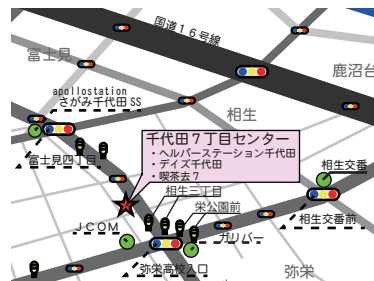 国道１６号線
富士見
鹿沼台
apollostation
さがみ千代田SS
相生
千代田７丁目センター
・ヘルパーステーション千代田
・デイズ千代田
・喫茶去７
富士見四丁目
相生交番
相生三丁目
栄公園前
ＪＣＯＭ
ガリバー
相生交番前
弥栄高校入口
弥栄